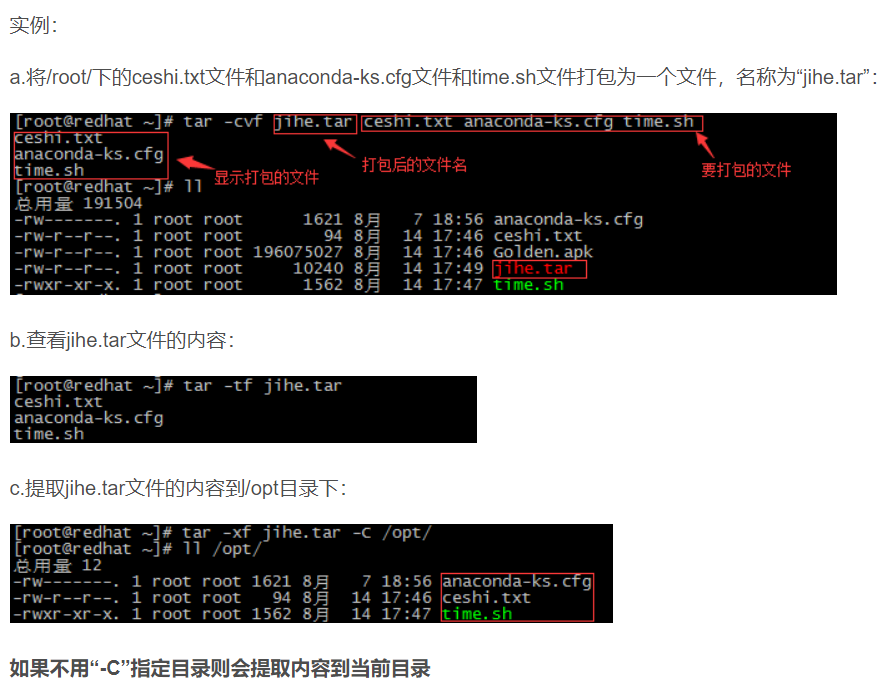 实例：
a.将/root/下的ceshi.txt文件和anaconda-ks.cfg文件和time.sh文件打包为一个文件，名称为“jihe.tar”：
[root@redhat ~]# tar -cvf jihe.tar ceshi.txt anaconda-ks.cfg time.sh
ceshi.txt
anaconda-ks.cfg
time.sh
显示打包的文件
打包后的文件名
要打包的文件
[root@redhat ~]# ll
总用量 191504
-rw-------. 1 root root      1621 8月   7 18:56 anaconda-ks.cfg
-rw-r--r--. 1 root root        94 8月  14 17:46 ceshi.txt
-rw-r--r--. 1 root root 196075027 8月  14 17:46 Golden.apk
-rw-r--r--. 1 root root     10240 8月  14 17:49 jihe.tar
-rwxr-xr-x. 1 root root      1562 8月  14 17:47 time.sh
b.查看jihe.tar文件的内容：
[root@redhat ~]# tar -tf jihe.tar
ceshi.txt
anaconda-ks.cfg
time.sh
c.提取jihe.tar文件的内容到/opt目录下：
[root@redhat ~]# tar -xf jihe.tar -C /opt/
[root@redhat ~]# ll /opt/
总用量 12
-rw-------. 1 root root 1621 8月   7 18:56 anaconda-ks.cfg
-rw-r--r--. 1 root root   94 8月  14 17:46 ceshi.txt
-rwxr-xr-x. 1 root root 1562 8月  14 17:47 time.sh
如果不用“-C”指定目录则会提取内容到当前目录